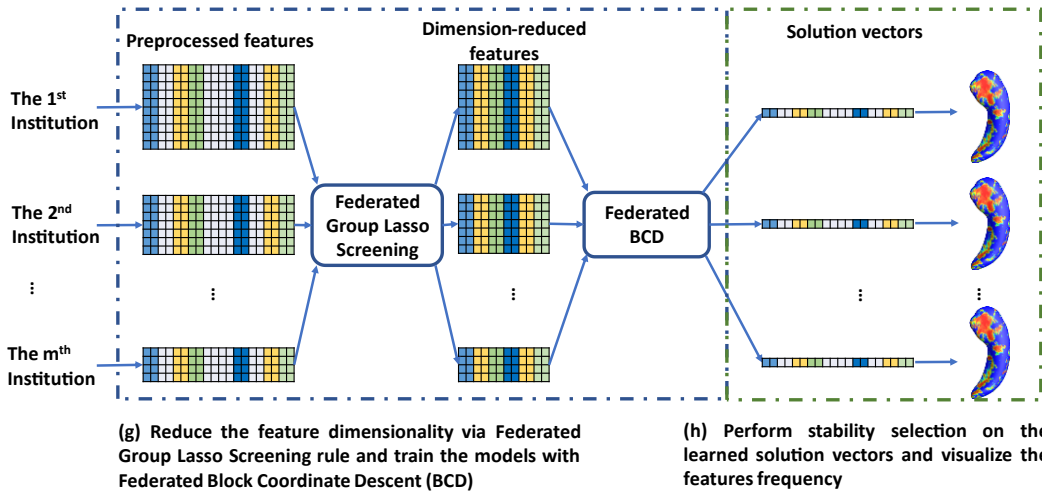 Preprocessed features
Dimension-reduced
features
Solution vectors
The 1st
Institution
The 2nd
Institution
Federated
Group Lasso
Screening
Federated
BCD
...
...
...
...
...
The mth
Institution
(g) Reduce the feature dimensionality via Federated
Group Lasso Screening rule and train the models with
Federated Block Coordinate Descent (BCD)
(h) Perform stability selection on the
learned solution vectors and visualize the
features frequency